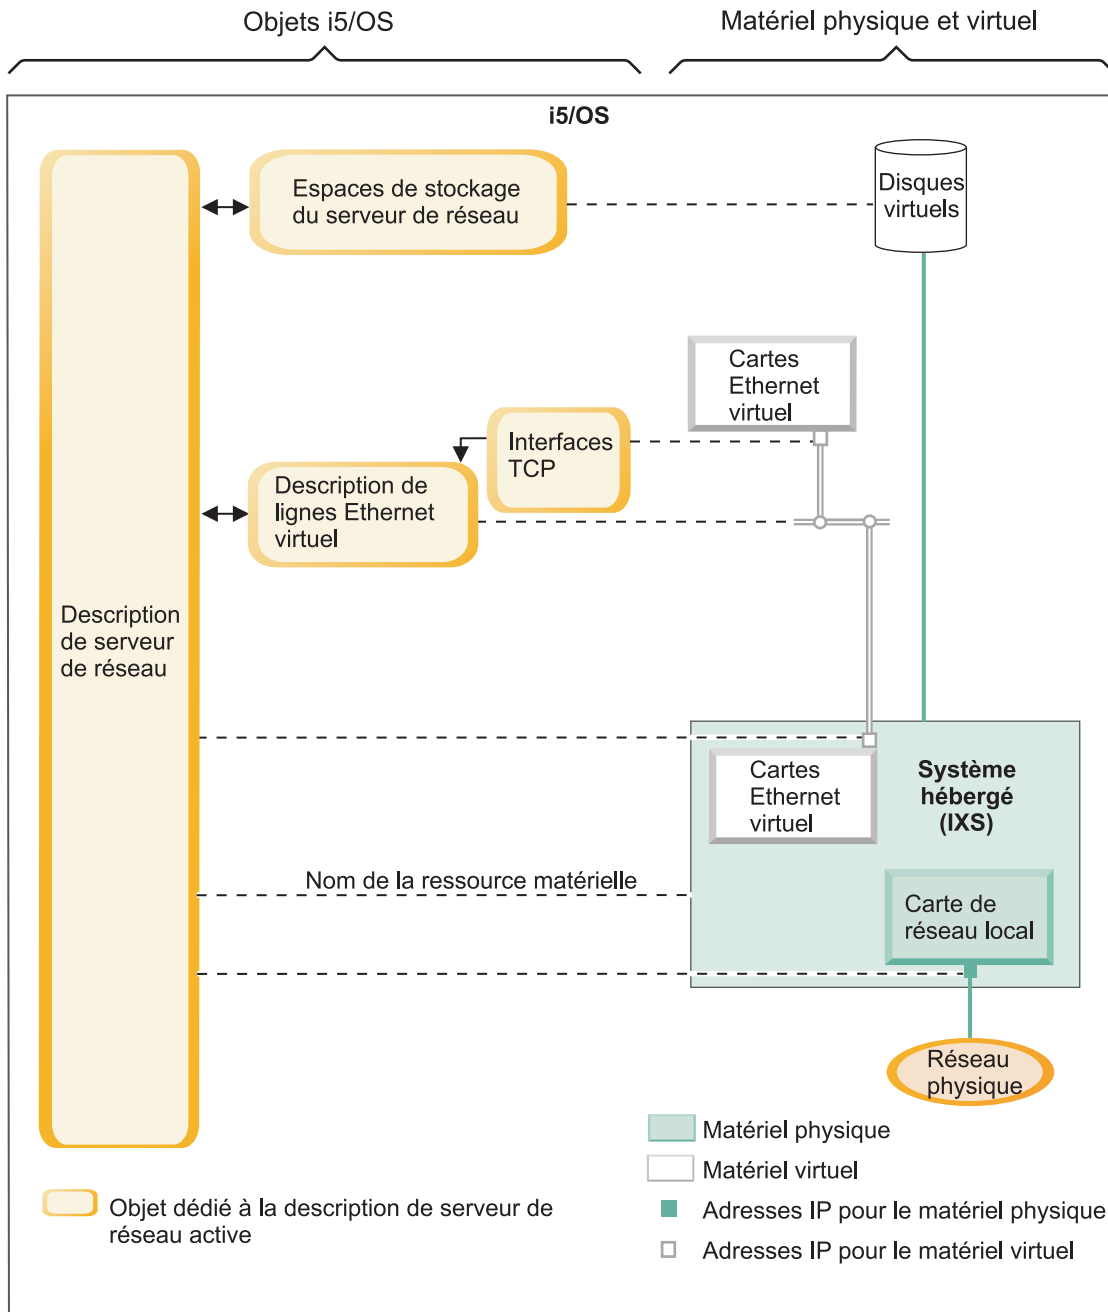 Objets i5/OS
Matériel physique et virtuel
i5/OS
Espaces de stockage
du serveur de réseau
Disques
virtuels
Cartes
Ethernet
virtuel
Interfaces
TCP
Description de
lignes Ethernet
virtuel
Description
de serveur
de réseau
Cartes
Ethernet
virtuel
Système
hébergé
(IXS)
Nom de la ressource matérielle
Carte de
réseau local
Réseau
physique
Matériel physique
Matériel virtuel
Adresses IP pour le matériel physique
Adresses IP pour le matériel virtuel
Objet dédié à la description de serveur de
réseau active